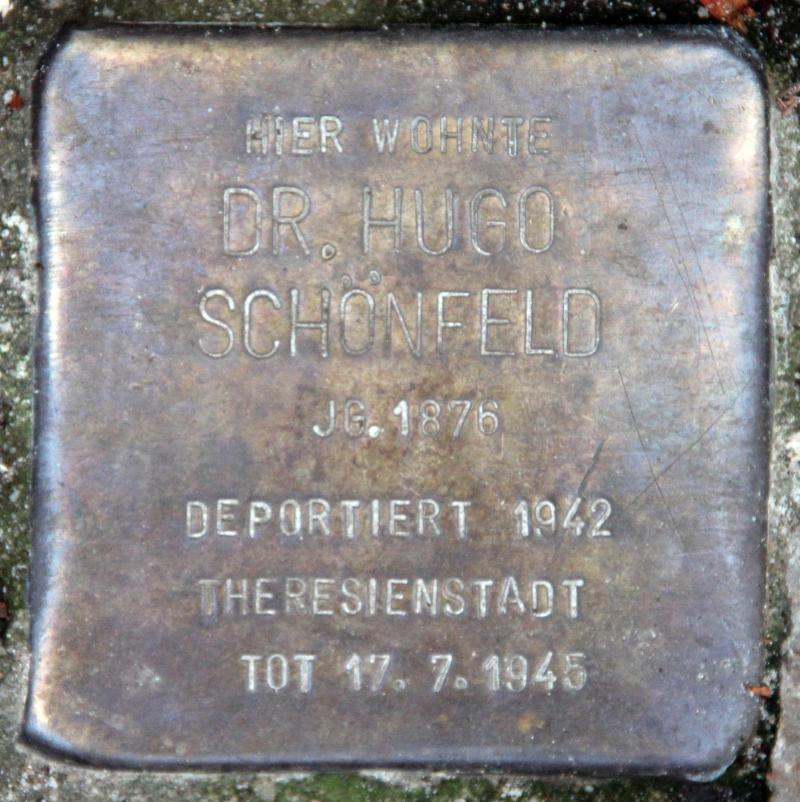 HIER WOHNTE
DR. HUGO
SCHÖNFELD
JG. 1876
DEPORTIERT 1942
THERESIENSTADT
TOT 17. 7. 1945